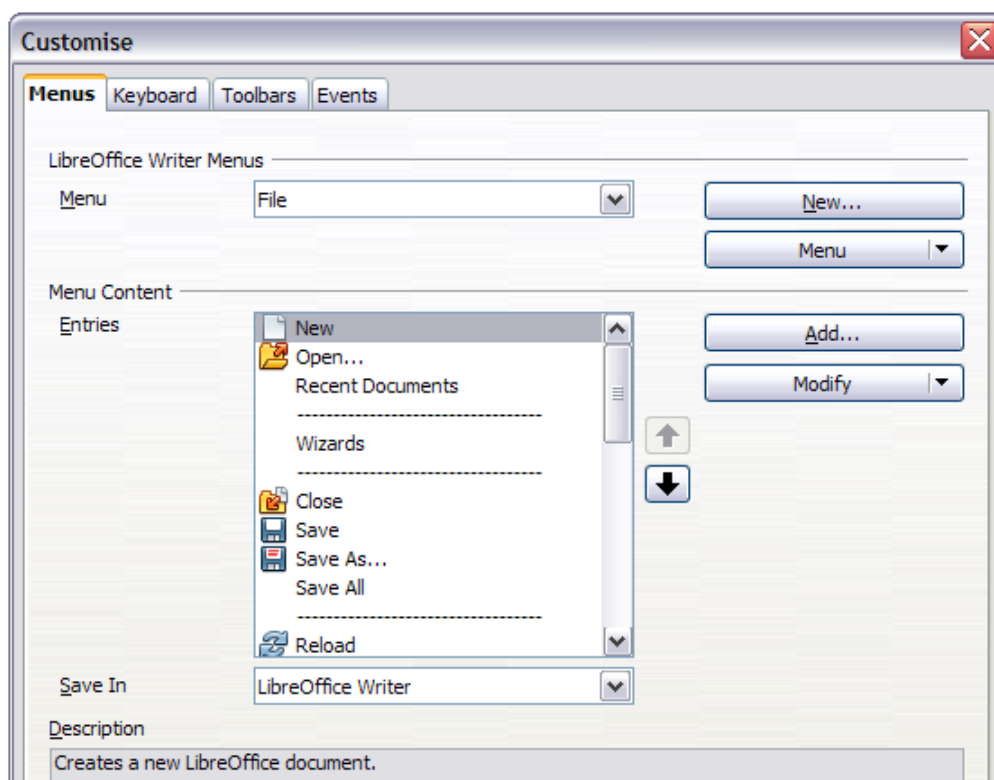 Customise
Menus Keyboard Toolbars Events
LibreOffice Writer Menus
Menu File New...
Menu
Menu Content
Entries New Add...
Open...
Recent Documents Modify
----------------------------------
Wizards
----------------------------------
Close
Save
Save As...
Save All
----------------------------------
Reload
Save In LibreOffice Writer
Description
Creates a new LibreOffice document.